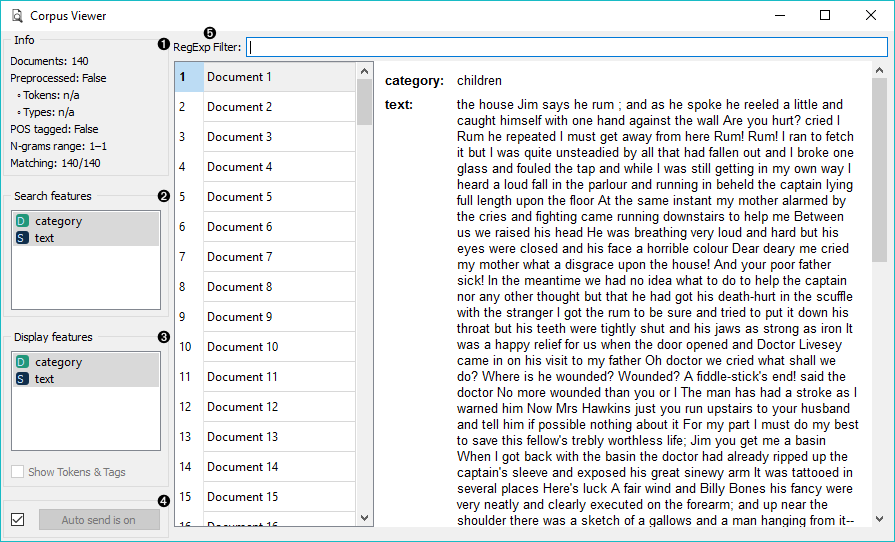 Corpus Viewer
Info
❶
Documents: 140
Preprocessed: False
◦ Tokens: n/a
◦ Types: n/a
POS tagged: False
N-grams range: 1–1
Matching: 140/140
Search features
❷
D category
S text
Display features
❸
D category
S text
Show Tokens & Tags
❹
Auto send is on
❺
RegExp Filter:
1 Document 1
2 Document 2
3 Document 3
4 Document 4
5 Document 5
6 Document 6
7 Document 7
8 Document 8
9 Document 9
10 Document 10
11 Document 11
12 Document 12
13 Document 13
14 Document 14
15 Document 15
16 Document 16
category: children
text: the house Jim says he rum ; and as he spoke he reeled a little and
caught himself with one hand against the wall Are you hurt? cried I
Rum he repeated I must get away from here Rum! Rum! I ran to fetch
it but I was quite unsteadied by all that had fallen out and I broke one
glass and fouled the tap and while I was still getting in my own way I
heard a loud fall in the parlour and running in beheld the captain lying
full length upon the floor At the same instant my mother alarmed by
the cries and fighting came running downstairs to help me Between
us we raised his head He was breathing very loud and hard but his
eyes were closed and his face a horrible colour Dear deary me cried
my mother what a disgrace upon the house! And your poor father
sick! In the meantime we had no idea what to do to help the captain
nor any other thought but that he had got his death-hurt in the scuffle
with the stranger I got the rum to be sure and tried to put it down his
throat but his teeth were tightly shut and his jaws as strong as iron It
was a happy relief for us when the door opened and Doctor Livesey
came in on his visit to my father Oh doctor we cried what shall we
do? Where is he wounded? Wounded? A fiddle-stick's end! said the
doctor No more wounded than you or I The man has had a stroke as I
warned him Now Mrs Hawkins just you run upstairs to your husband
and tell him if possible nothing about it For my part I must do my best
to save this fellow's trebly worthless life; Jim you get me a basin
When I got back with the basin the doctor had already ripped up the
captain's sleeve and exposed his great sinewy arm It was tattooed in
several places Here's luck A fair wind and Billy Bones his fancy were
very neatly and clearly executed on the forearm; and up near the
shoulder there was a sketch of a gallows and a man hanging from it--